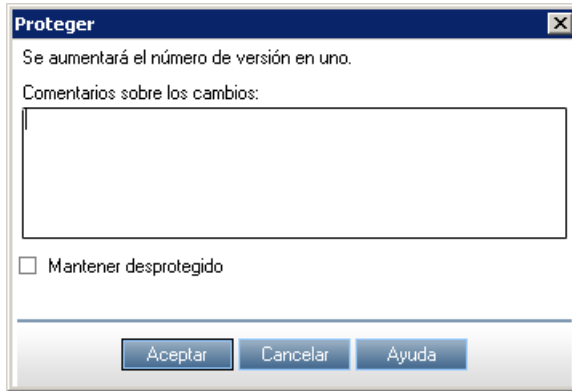 Proteger
Se aumentará el número de versión en uno.
Comentarios sobre los cambios:
Mantener desprotegido
Aceptar Cancelar Ayuda